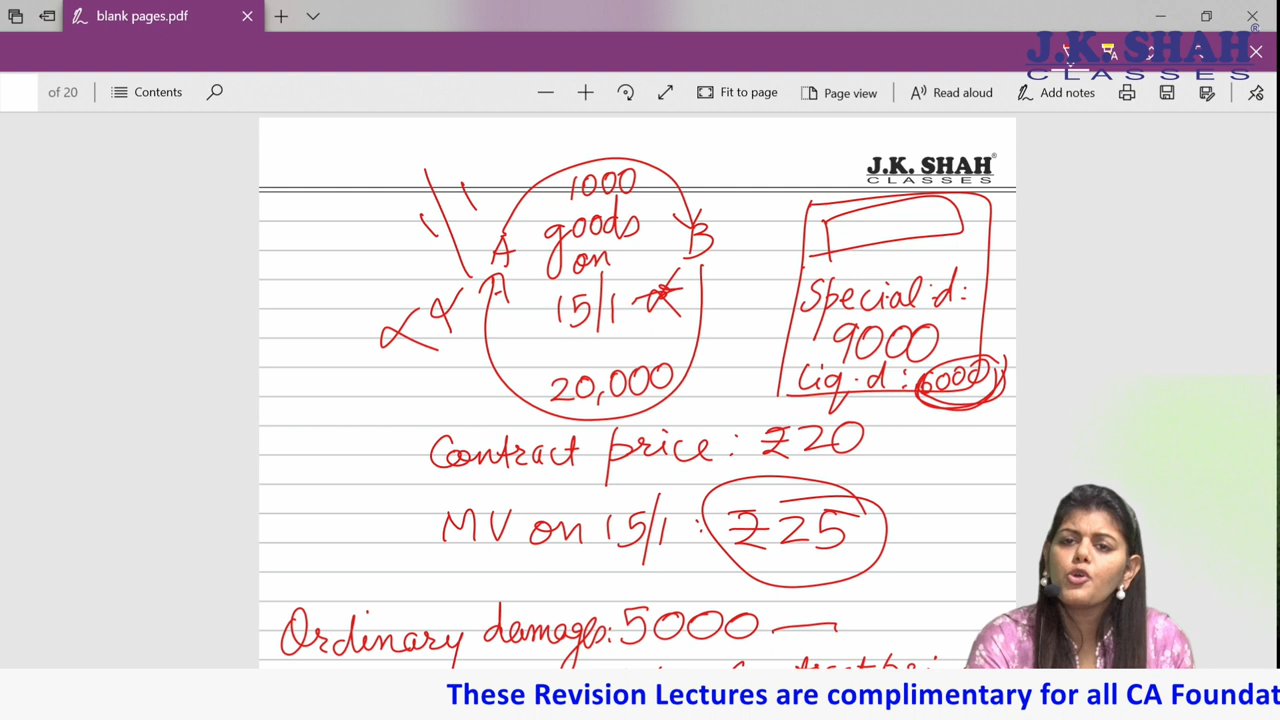 blank pages.pdf
J.K. SHAH®
CLASSES
of 20
Contents
Fit to page
Page view
Read aloud
Add notes
J.K. SHAH®
CLASSES
1000
goods
on
A
B
A
15/1
20,000
Special d:
9000
Liq. d: 6000
Contract price: ₹20
MV on 15/1: ₹25
Ordinary damages: 5000 —
These Revision Lectures are complimentary for all CA Foundat